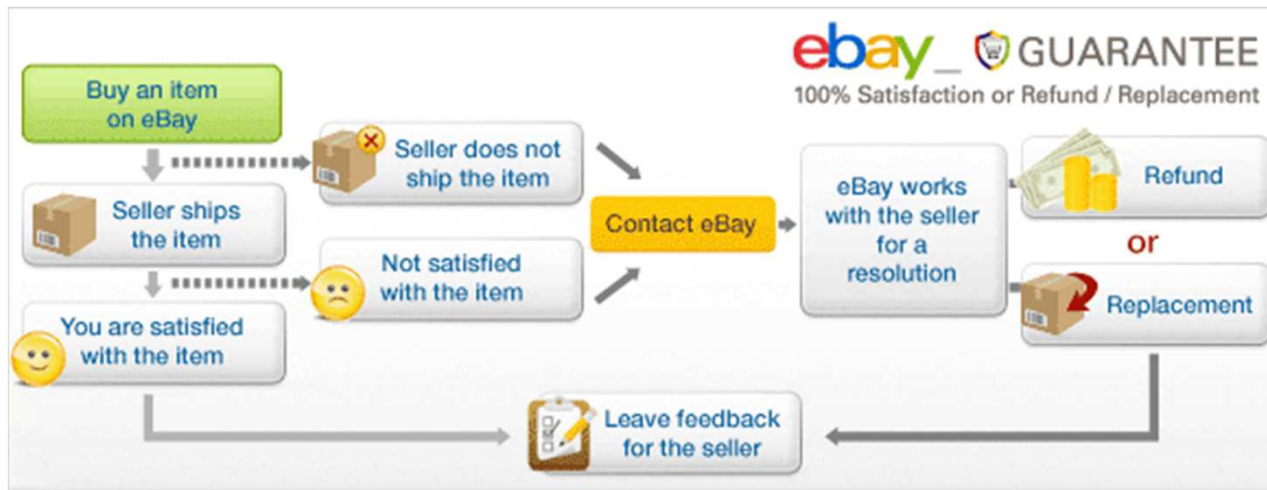 ebay_ GUARANTEE
100% Satisfaction or Refund / Replacement
Buy an item
on eBay
Seller does not
ship the item
Seller ships
the item
Not satisfied
with the item
You are satisfied
with the item
Contact eBay
eBay works
with the seller
for a
resolution
Refund
or
Replacement
Leave feedback
for the seller